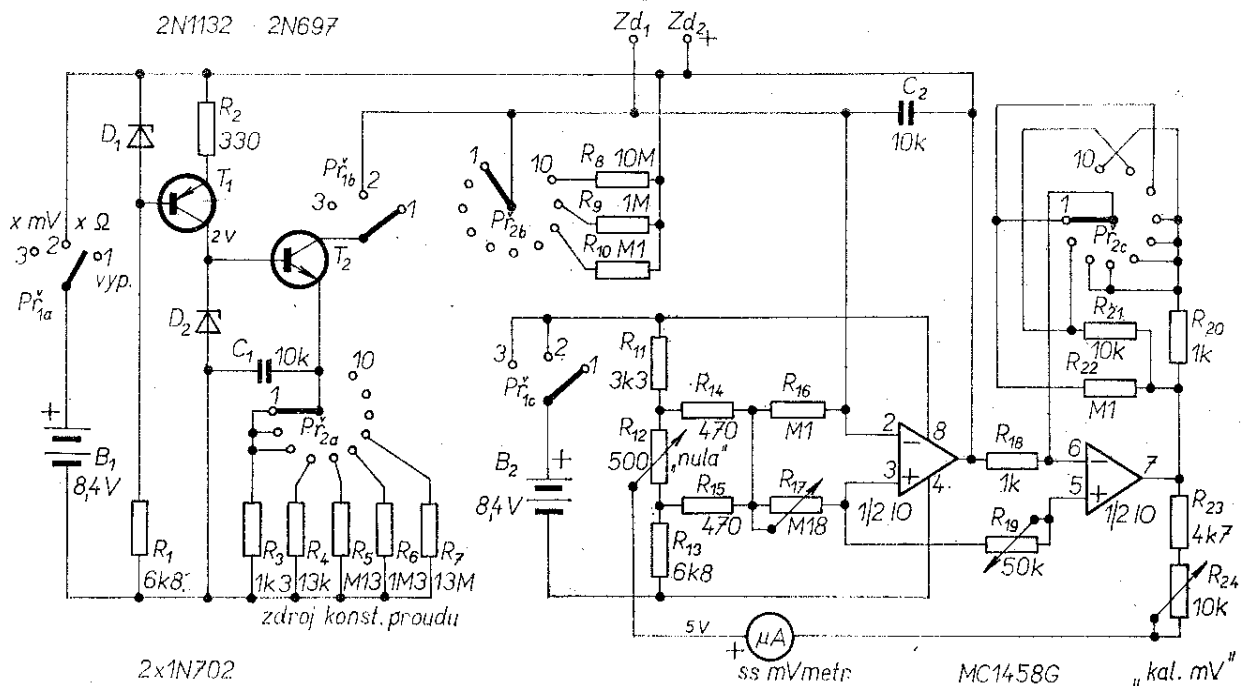 2N1132 2N697
Zd1 Zd2 +
C2
10k
D1
R2
330
T1
2V
x mV x Ω
3 2 1
vyp.
Př1a
Př1b
3 2 1
T2
1 10
Př2b
R8 10M
R9
1M
R10 M1
10
1
Př2c
R21
10k
R22
M1
R20
1k
D2
C1 10k
10
1
Př2a
+
B1
8,4V
R1
6k8
R3 R4 R5 R6 R7
1k3 13k M13 1M3 13M
zdroj konst. proudu
3 2 1
Př1c
+
B2
8,4V
R11
3k3
R12
500 „nula"
R13
6k8
R14
470
R15
470
R16
M1
R17
M18
2 −
3 +
8
4
1/2 IO
R18
1k
R19
50k
6 −
5 +
7
1/2 IO
R23
4k7
R24
10k
5V
+ µA
ss mVmetr
2x1N702
MC1458G
„kal. mV"